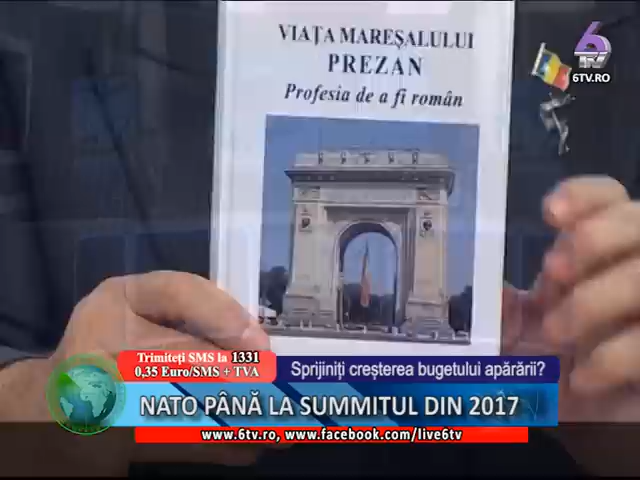 VIAȚA MAREȘALULUI
PREZAN
Profesia de a fi român
6
TV
6TV.RO
Trimiteți SMS la 1331
0,35 Euro/SMS + TVA
Sprijiniți creșterea bugetului apărării?
NATO PÂNĂ LA SUMMITUL DIN 2017
www.6tv.ro, www.facebook.com/live6tv